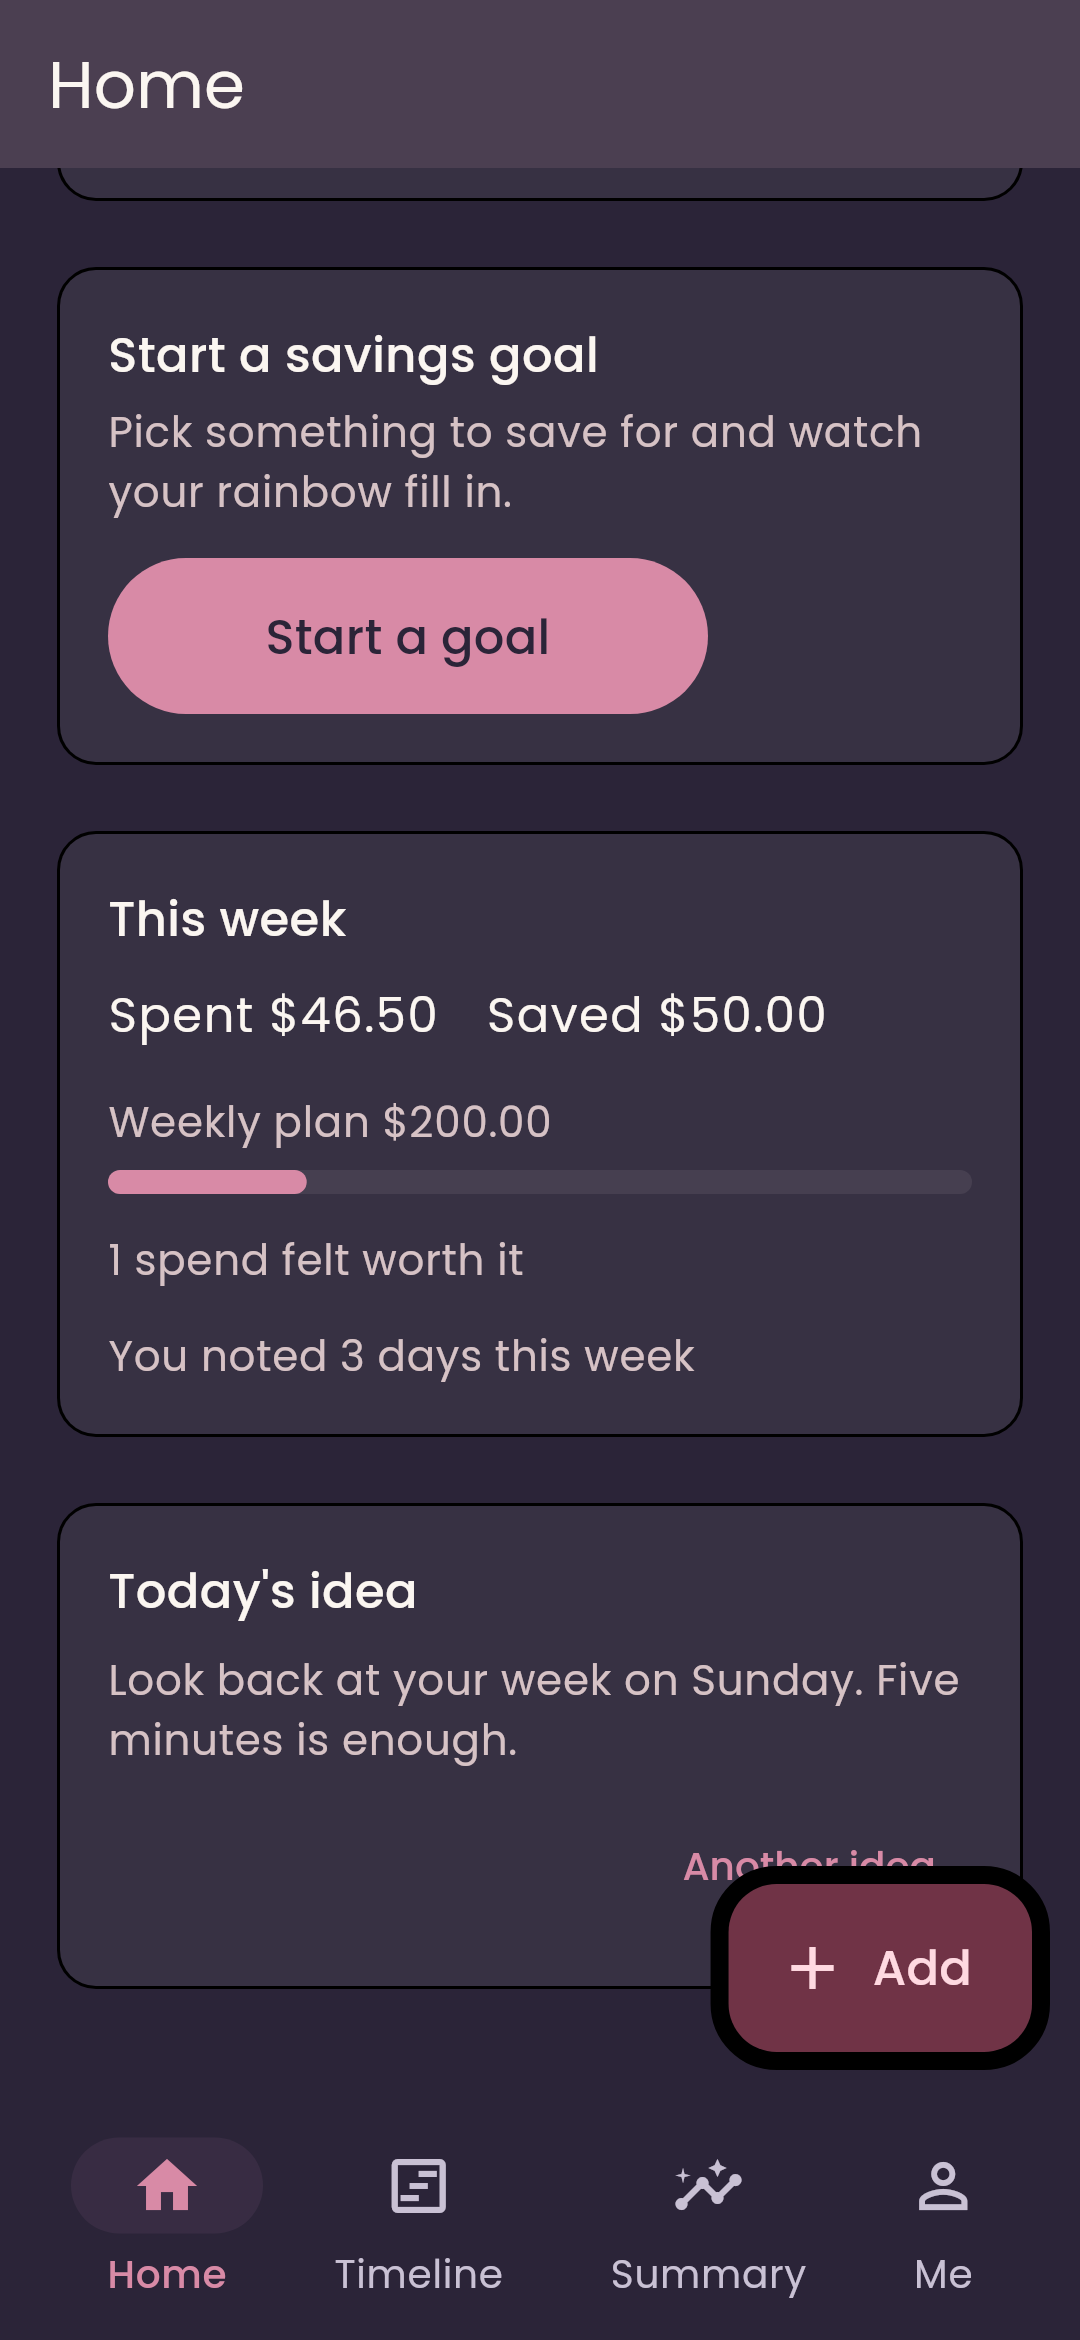 Home
Start a savings goal
Pick something to save for and watch
your rainbow fill in.
Start a goal
This week
Spent $46.50 Saved $50.00
Weekly plan $200.00
1 spend felt worth it
You noted 3 days this week
Today's idea
Look back at your week on Sunday. Five
minutes is enough.
Another idea
Add
Home Timeline Summary Me